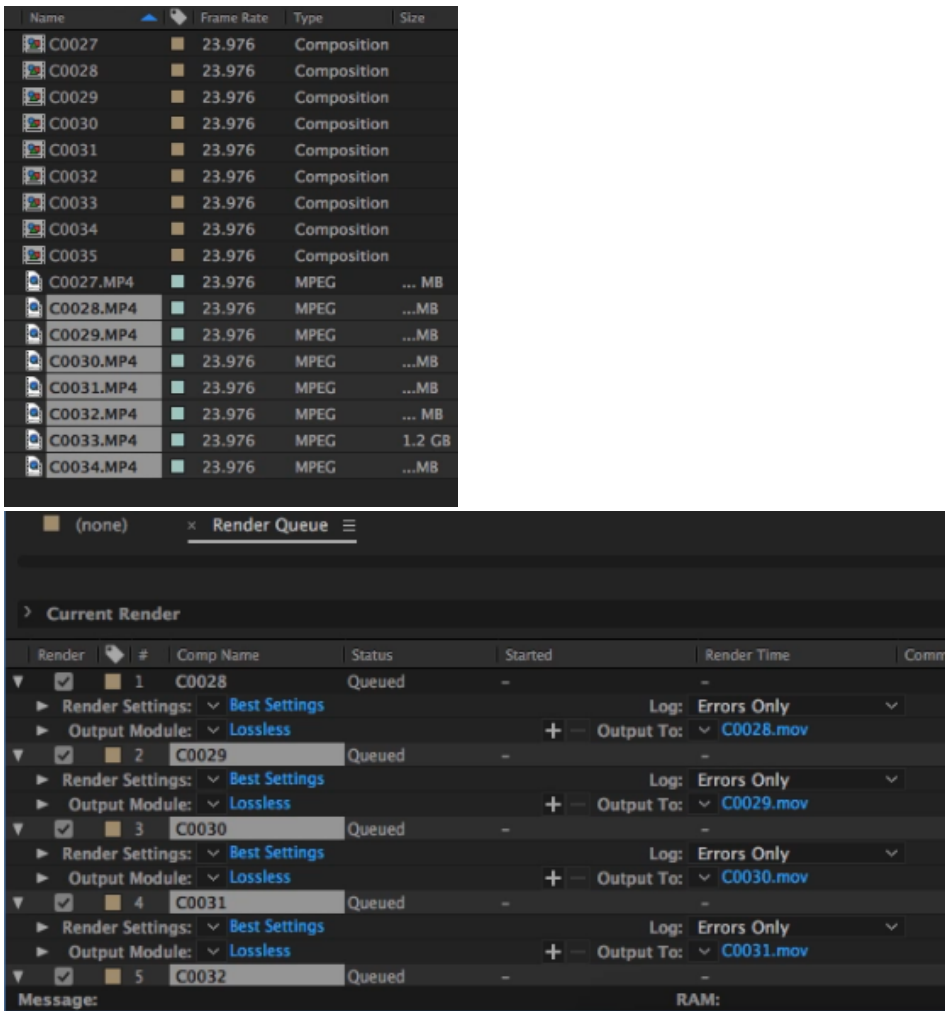 Name Frame Rate Type Size
C0027 23.976 Composition
C0028 23.976 Composition
C0029 23.976 Composition
C0030 23.976 Composition
C0031 23.976 Composition
C0032 23.976 Composition
C0033 23.976 Composition
C0034 23.976 Composition
C0035 23.976 Composition
C0027.MP4 23.976 MPEG ... MB
C0028.MP4 23.976 MPEG ...MB
C0029.MP4 23.976 MPEG ...MB
C0030.MP4 23.976 MPEG ...MB
C0031.MP4 23.976 MPEG ...MB
C0032.MP4 23.976 MPEG ... MB
C0033.MP4 23.976 MPEG 1.2 GB
C0034.MP4 23.976 MPEG ...MB
(none) × Render Queue
Current Render
Render # Comp Name Status Started Render Time Comm
1 C0028 Queued – –
Render Settings: Best Settings Log: Errors Only
Output Module: Lossless + – Output To: C0028.mov
2 C0029 Queued – –
Render Settings: Best Settings Log: Errors Only
Output Module: Lossless + – Output To: C0029.mov
3 C0030 Queued – –
Render Settings: Best Settings Log: Errors Only
Output Module: Lossless + – Output To: C0030.mov
4 C0031 Queued – –
Render Settings: Best Settings Log: Errors Only
Output Module: Lossless + – Output To: C0031.mov
5 C0032 Queued – –
Message: RAM: